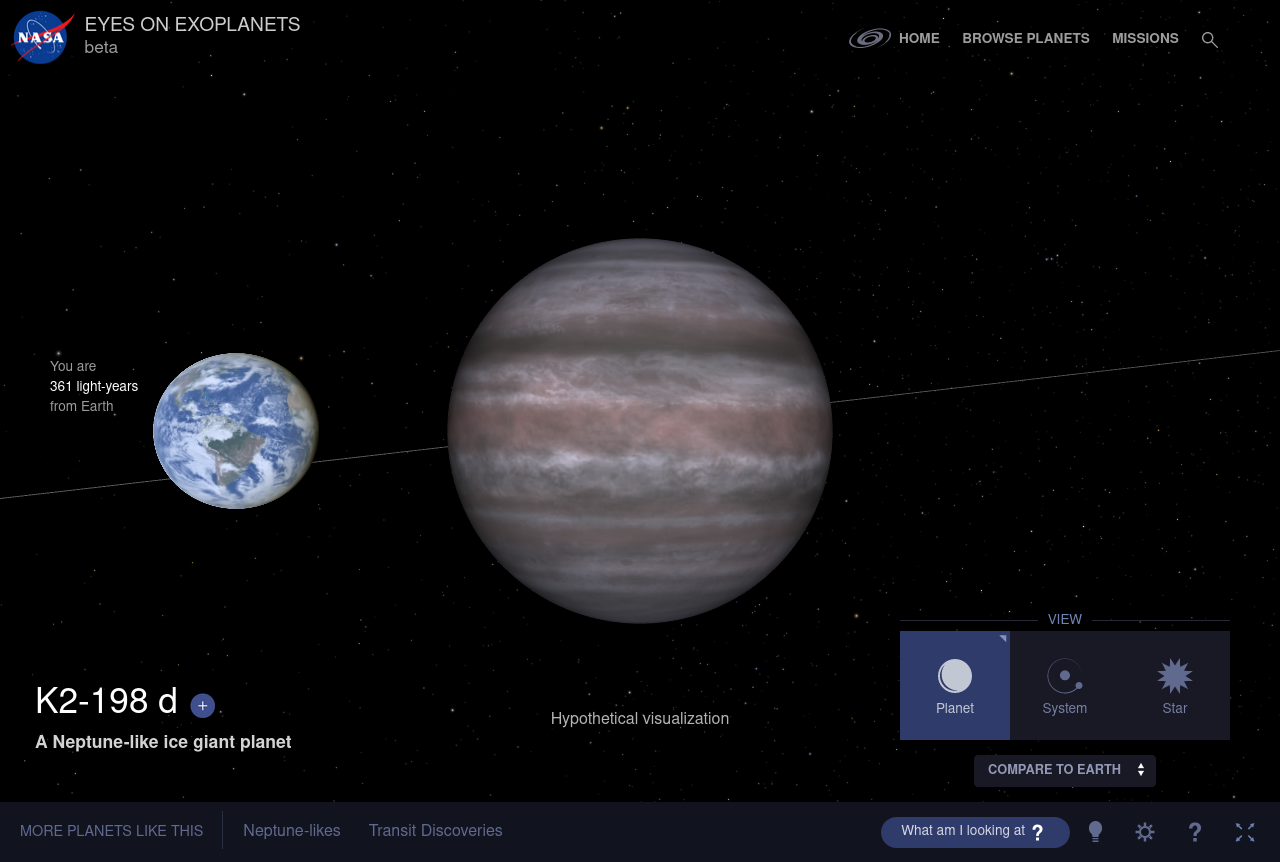 NASA
EYES ON EXOPLANETS
beta
HOME
BROWSE PLANETS
MISSIONS
You are
361 light-years
from Earth
K2-198 d
+
A Neptune-like ice giant planet
Hypothetical visualization
VIEW
Planet
System
Star
COMPARE TO EARTH
MORE PLANETS LIKE THIS
Neptune-likes
Transit Discoveries
What am I looking at ?
?